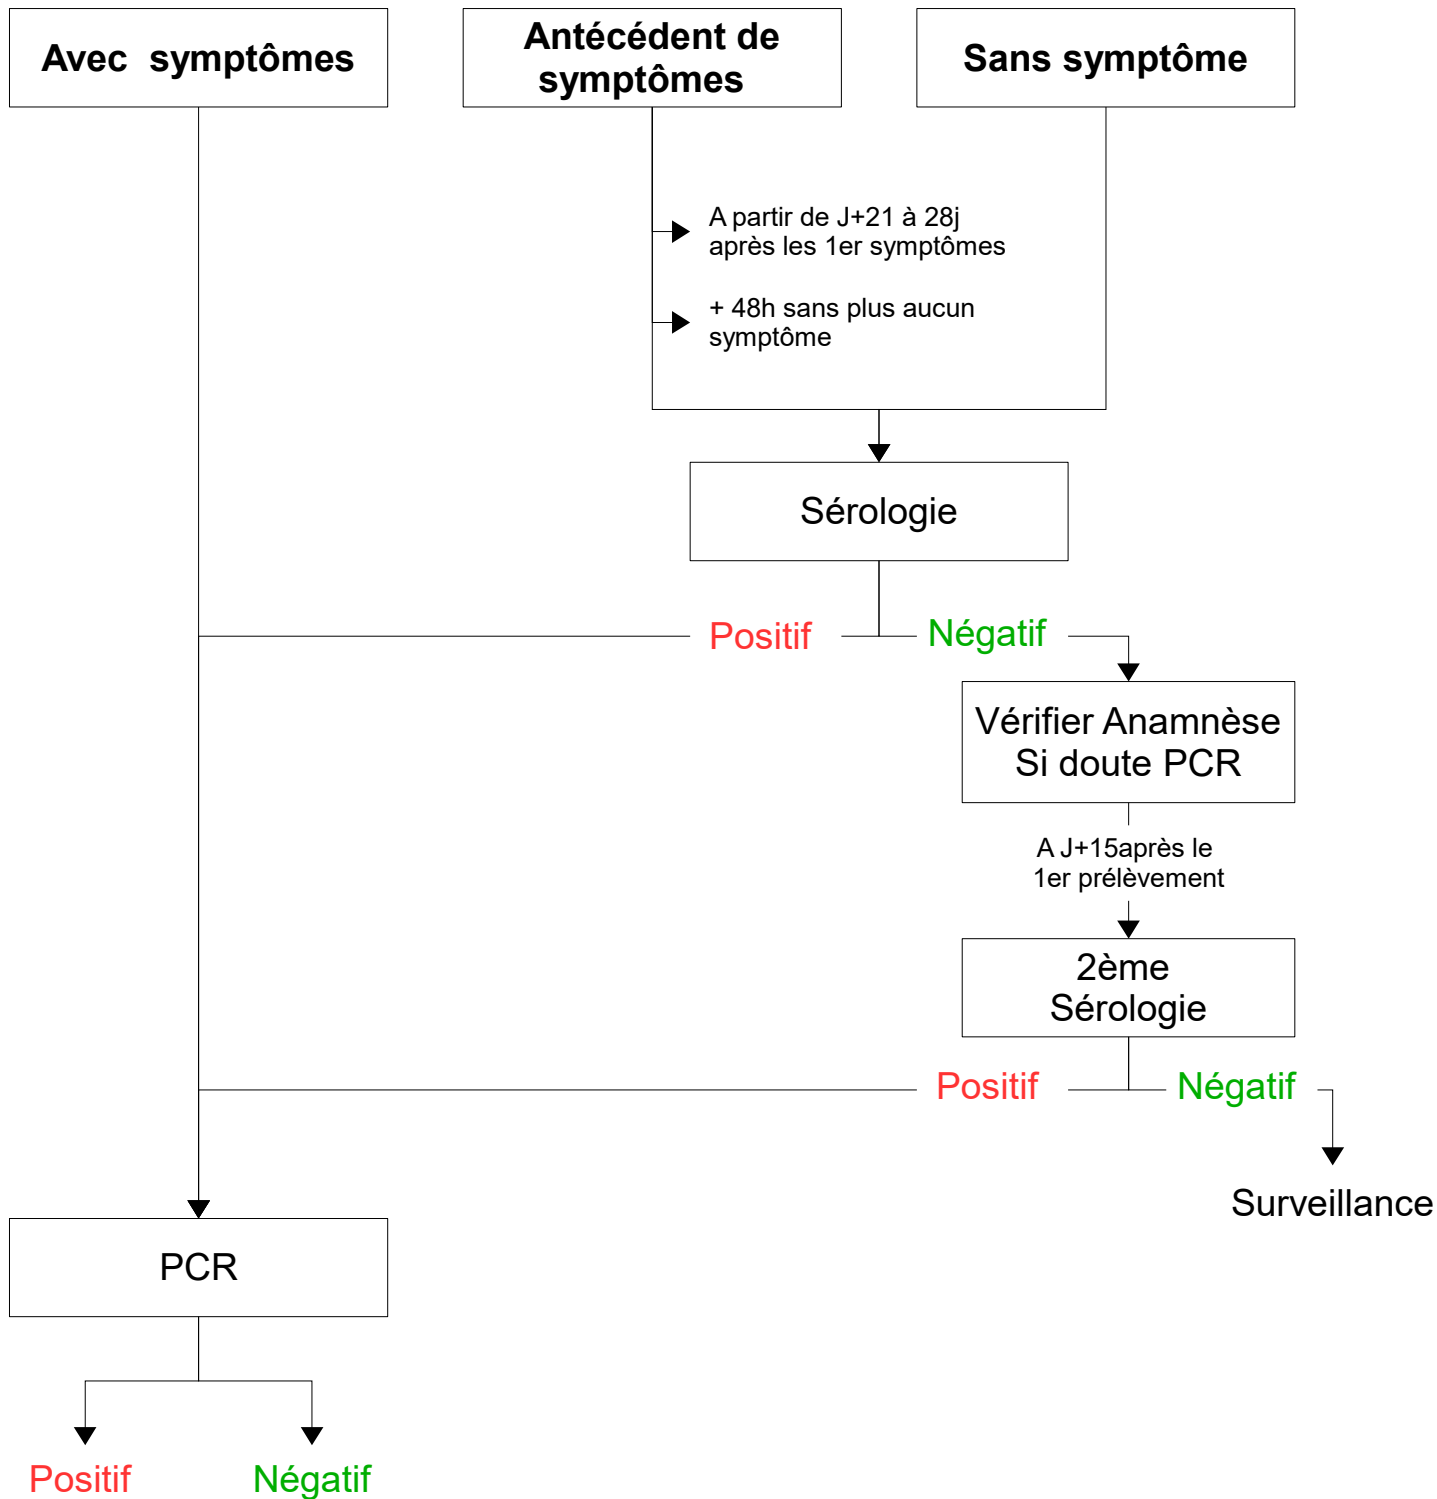 Avec  symptômes
Antécédent de
symptômes
Sans symptôme
A partir de J+21 à 28j
après les 1er symptômes
+ 48h sans plus aucun
symptôme
Sérologie
Positif
Négatif
Vérifier Anamnèse
Si doute PCR
A J+15après le
1er prélèvement
2ème
Sérologie
Positif
Négatif
Surveillance
PCR
Positif
Négatif